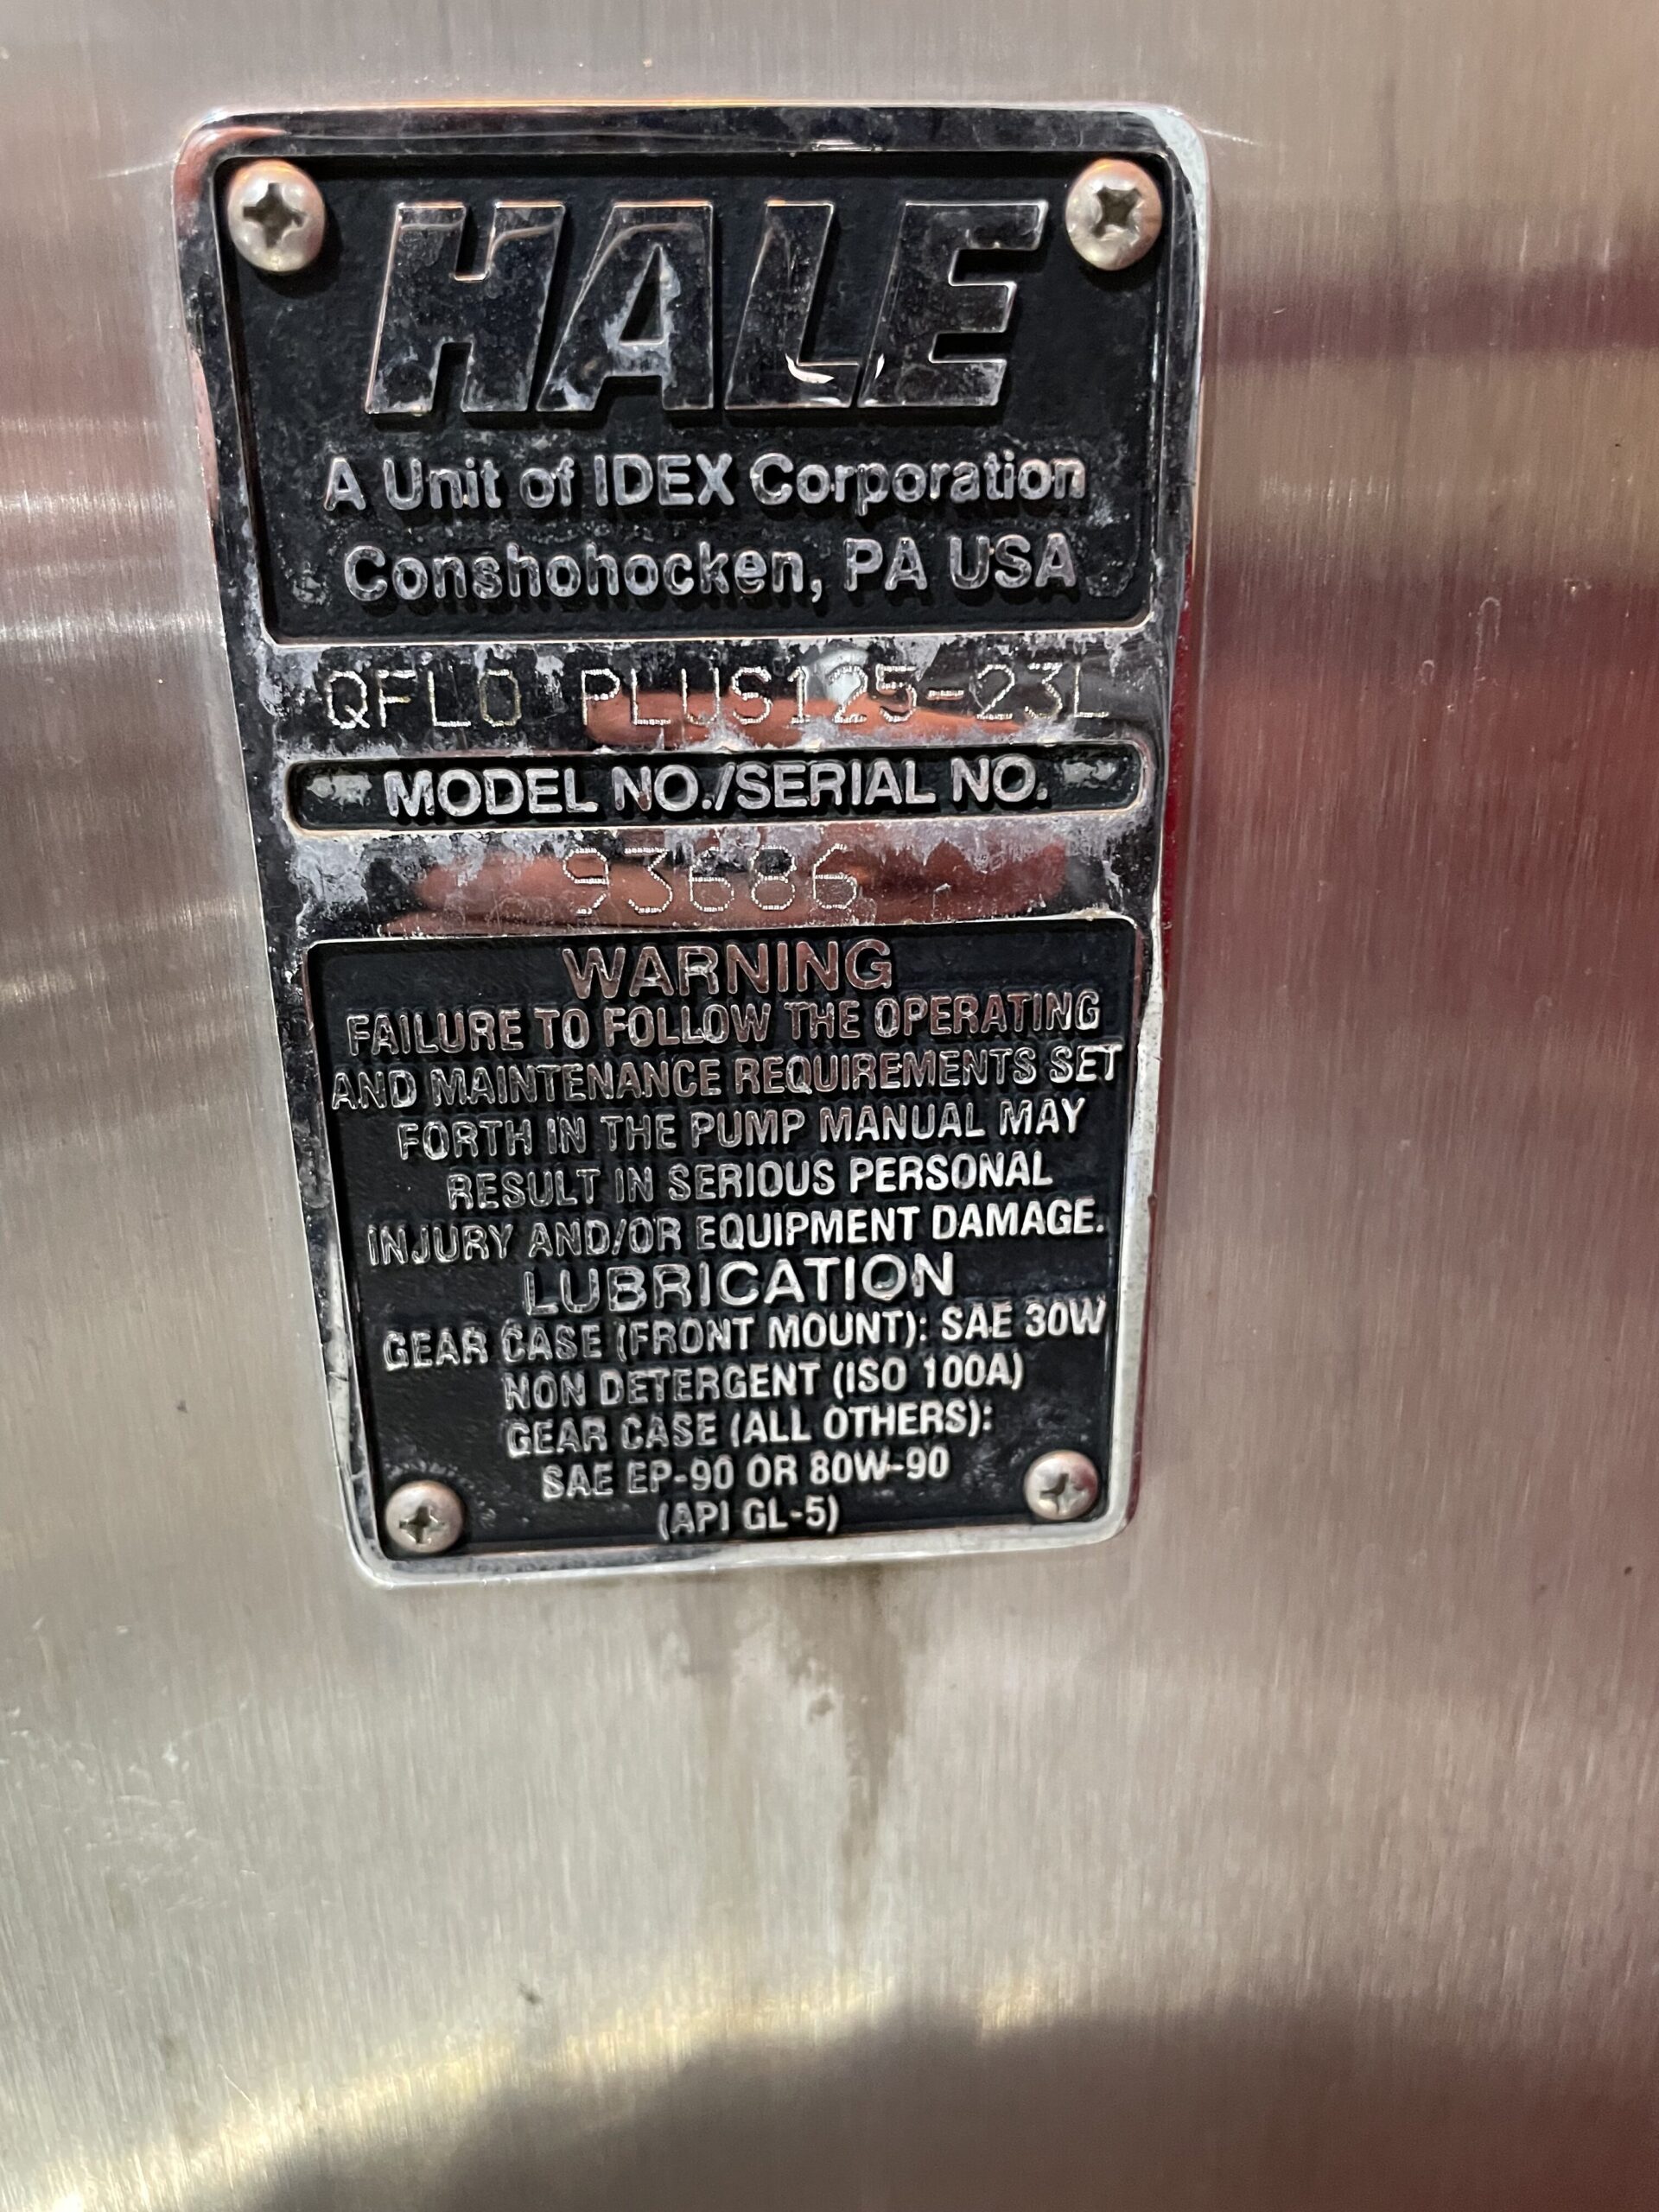 HALE
A Unit of IDEX Corporation
Conshohocken, PA USA
QFLO PLUS125-23L
MODEL NO./SERIAL NO.
93686
WARNING
FAILURE TO FOLLOW THE OPERATING
AND MAINTENANCE REQUIREMENTS SET
FORTH IN THE PUMP MANUAL MAY
RESULT IN SERIOUS PERSONAL
INJURY AND/OR EQUIPMENT DAMAGE.
LUBRICATION
GEAR CASE (FRONT MOUNT): SAE 30W
NON DETERGENT (ISO 100A)
GEAR CASE (ALL OTHERS):
SAE EP-90 OR 80W-90
(API GL-5)